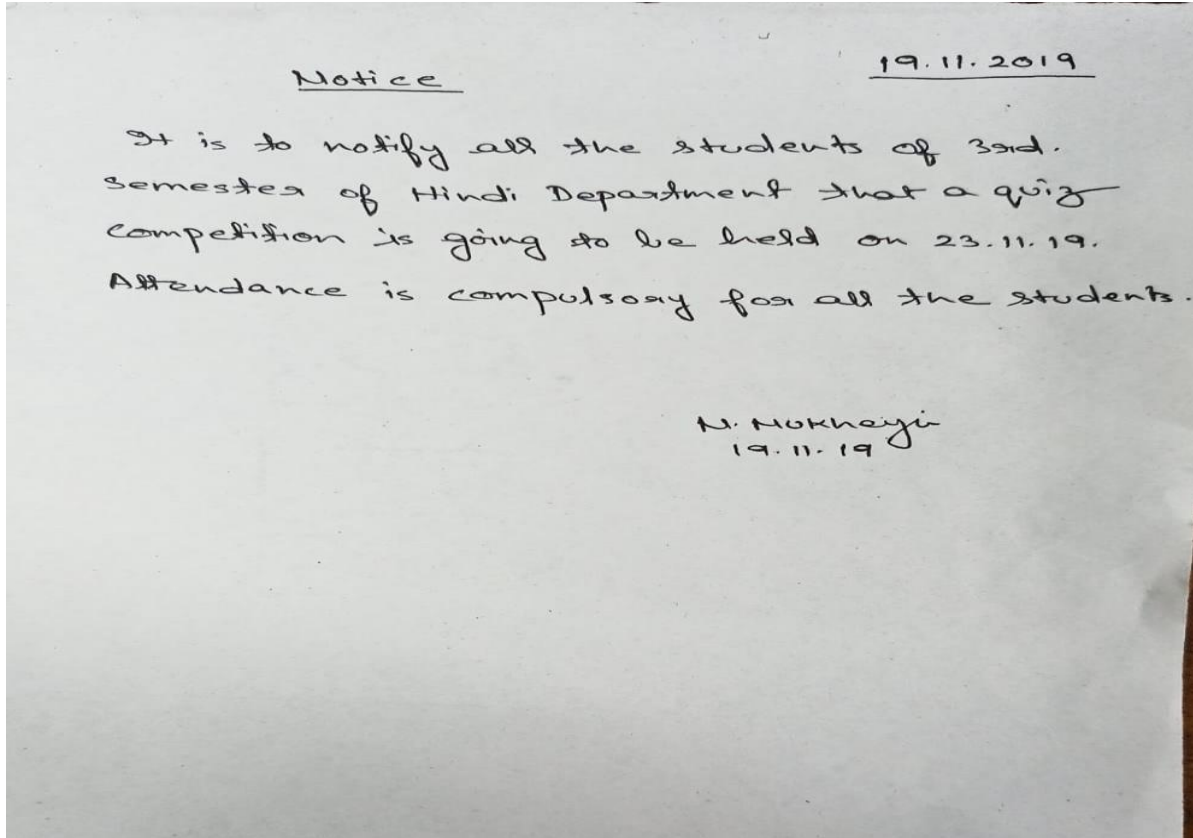 19.11.2019
Notice
It is to notify all the students of 3rd.
semester of Hindi Department that a quiz
competition is going to be held on 23.11.19.
Attendance is compulsory for all the students.
N. Mukherji
19.11.19